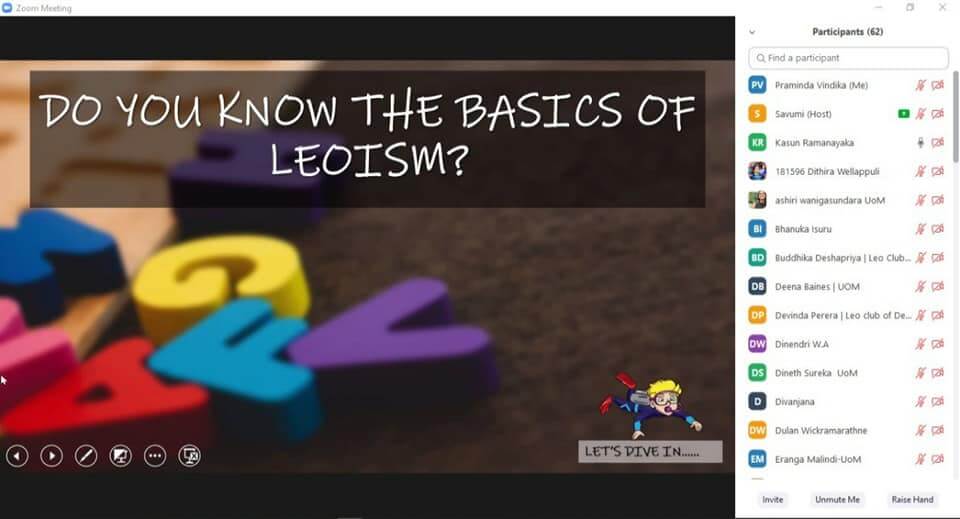 Zoom Meeting
DO YOU KNOW THE BASICS OF
LEOISM?
LET'S DIVE IN......
Participants (62)
Find a participant
PV Praminda Vindika (Me)
S Savumi (Host)
KR Kasun Ramanayaka
181596 Dithira Wellappuli
ashiri wanigasundara UoM
BI Bhanuka Isuru
BD Buddhika Deshapriya | Leo Club...
DB Deena Baines | UOM
DP Devinda Perera | Leo club of De...
DW Dinendri W.A
DS Dineth Sureka UoM
D Divanjana
DW Dulan Wickramarathne
EM Eranga Malindi-UoM
Invite Unmute Me Raise Hand